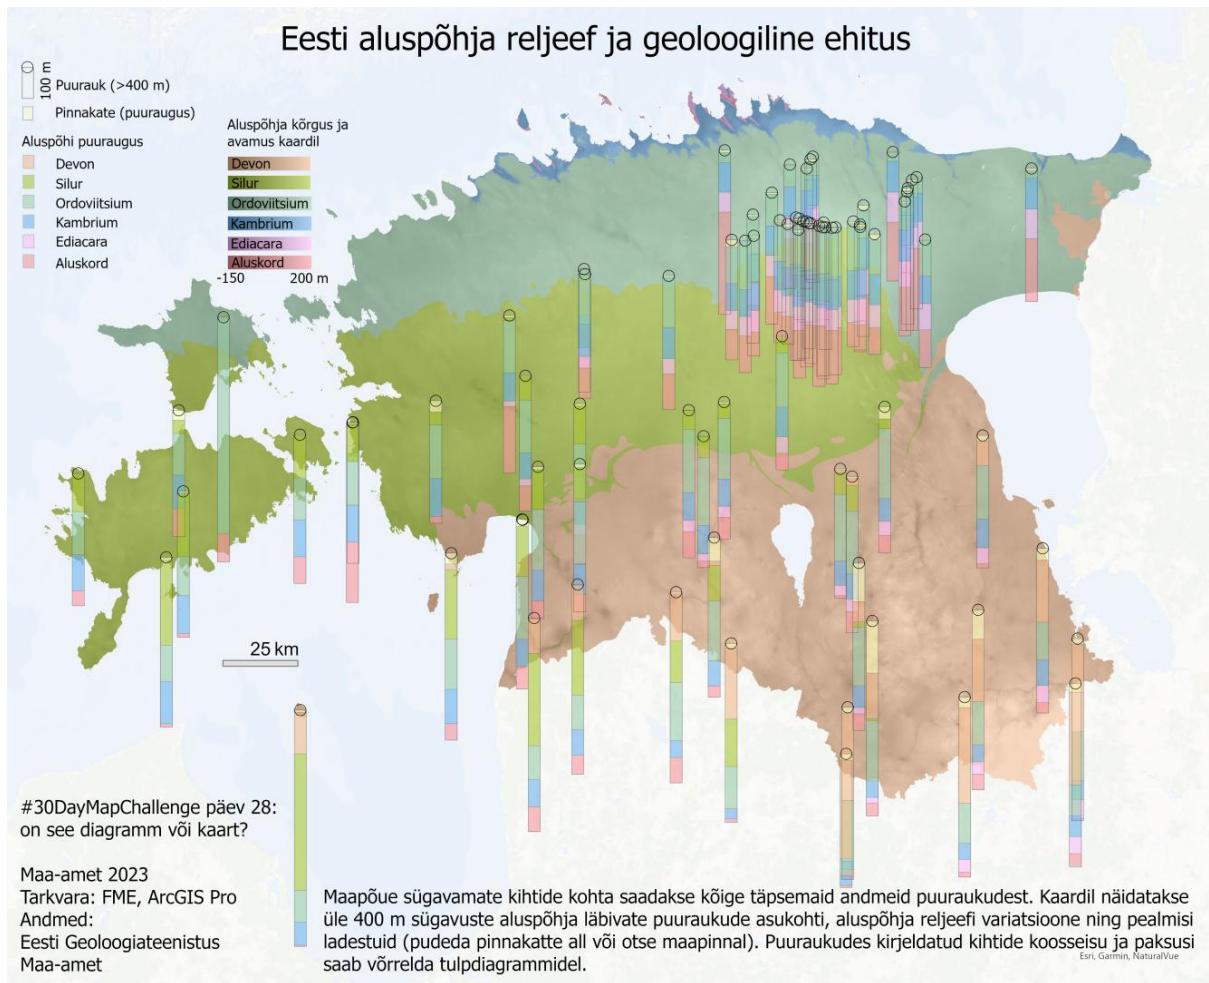 Eesti aluspõhja reljeef ja geoloogiline ehitus
100 m
Puurauk (>400 m)
Pinnakate (puuraugus)
Aluspõhi puuraugus
Devon
Silur
Ordoviitsium
Kambrium
Ediacara
Aluskord
Aluspõhja kõrgus ja
avamus kaardil
Devon
Silur
Ordoviitsium
Kambrium
Ediacara
Aluskord
-150 200 m
25 km
#30DayMapChallenge päev 28:
on see diagramm või kaart?
Maa-amet 2023
Tarkvara: FME, ArcGIS Pro
Andmed:
Eesti Geoloogiateenistus
Maa-amet
Maapõue sügavamate kihtide kohta saadakse kõige täpsemaid andmeid puuraukudest. Kaardil näidatakse
üle 400 m sügavuste aluspõhja läbivate puuraukude asukohti, aluspõhja reljeefi variatsioone ning pealmisi
ladestuid (pudeda pinnakatte all või otse maapinnal). Puuraukudes kirjeldatud kihtide koosseisu ja paksusi
saab võrrelda tulpdiagrammidel.
Esri, Garmin, NaturalVue